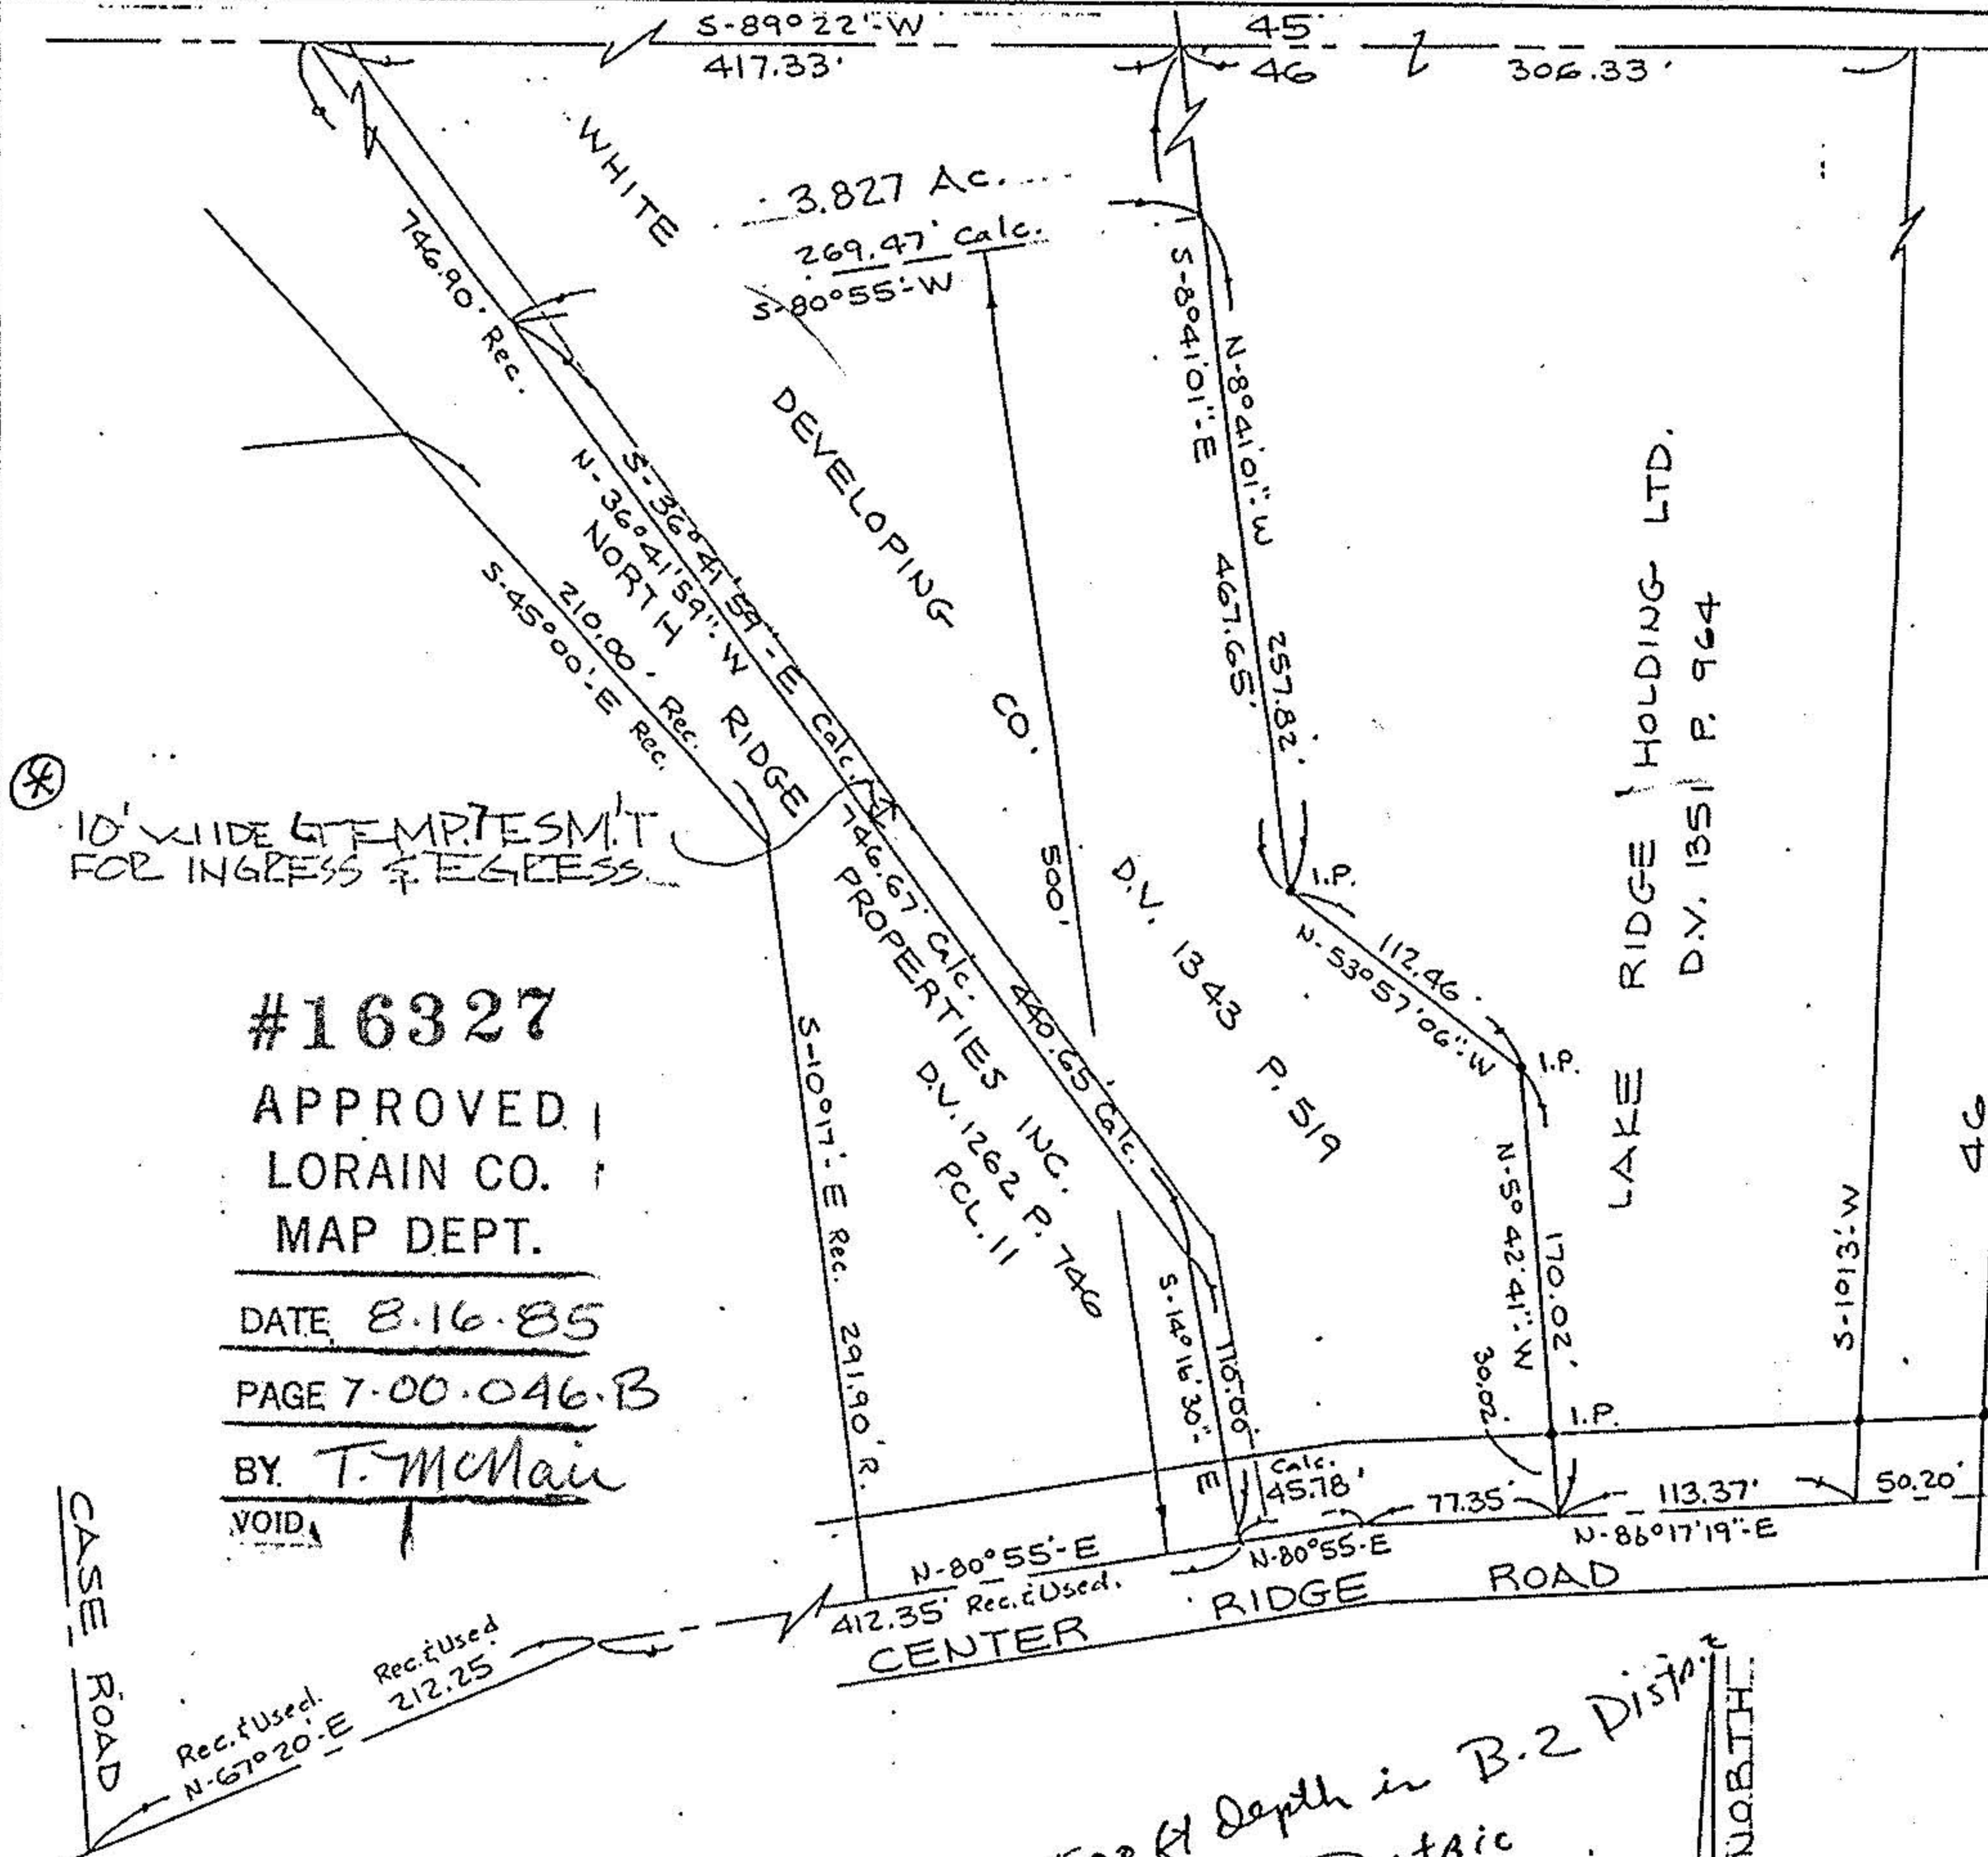 S-89°22'-W
417.33'
45
46
306.33'
WHITE
3.827 Ac.
269.47' Calc.
S-80°55'-W
746.90' Rec.
S-8°41'01"-E
N-8°41'01"-W
467.65'
257.82'
DEVELOPING
CO.
500'
D.V. 1343 P. 519
S-36°41'59"-E Calc.
N-36°41'59"-W
NORTH
RIDGE
210.00' Rec.
S-45°00'-E Rec.
746.67' Calc.
PROPERTIES INC.
D.V. 1262 P. 746
PCL. 11
440.65' Calc.
I.P.
112.46'
N-53°57'06"-W
I.P.
LAKE RIDGE HOLDING LTD.
D.V. 1351 P. 964
10' WIDE TEMP. ESM'T
FOR INGRESS & EGRESS
#16327
APPROVED
LORAIN CO.
MAP DEPT.
DATE 8.16.85
PAGE 7-00-046-B
BY. T. McNair
VOID
S-10°17'-E Rec. 291.90' R.
S-14°16'30"-E
110.00'
N-5°42'41"-W
170.02'
30.02'
I.P.
S-1°13'-W
46
Calc.
45.78'
77.35'
113.37'
50.20'
N-80°55'-E
412.35' Rec. & Used.
N-80°55-E
N-86°17'19"-E
CENTER RIDGE ROAD
CASE ROAD
Rec. & Used
212.25
Rec. & Used.
N-67°20'-E
Depth in B-2 Distr.
NORTH